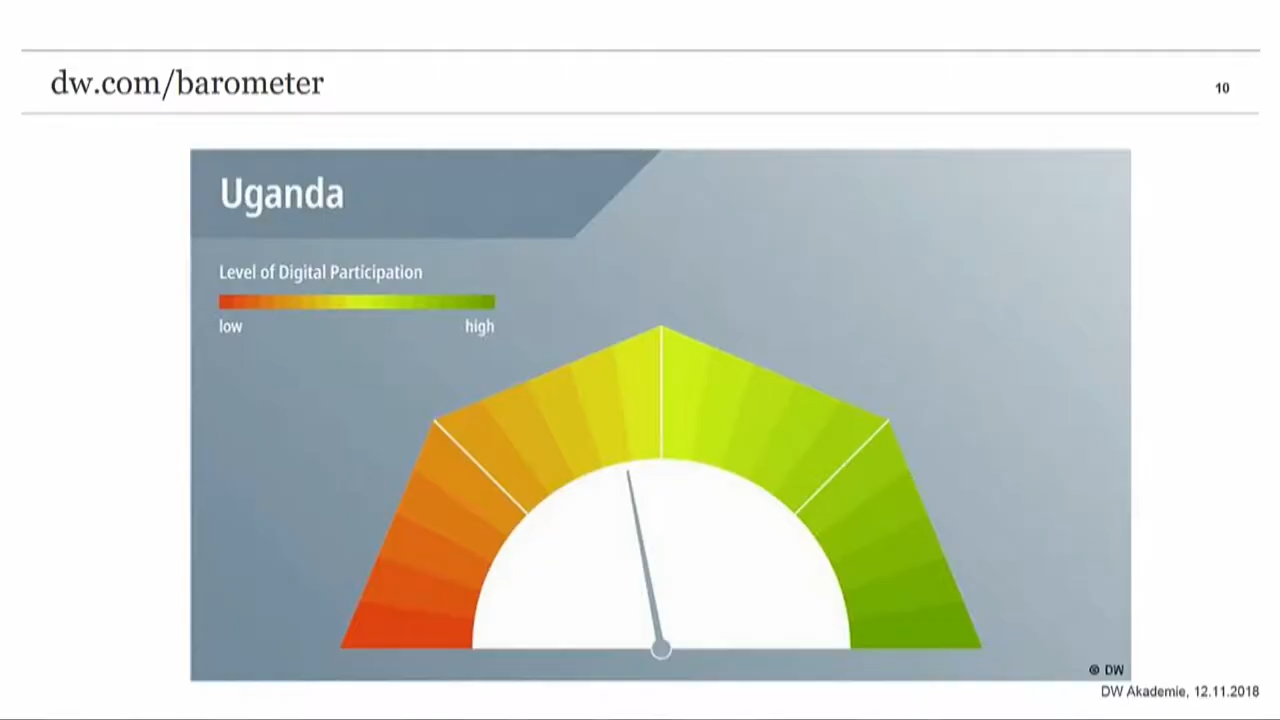 dw.com/barometer
10
Uganda
Level of Digital Participation
low high
© DW
DW Akademie, 12.11.2018